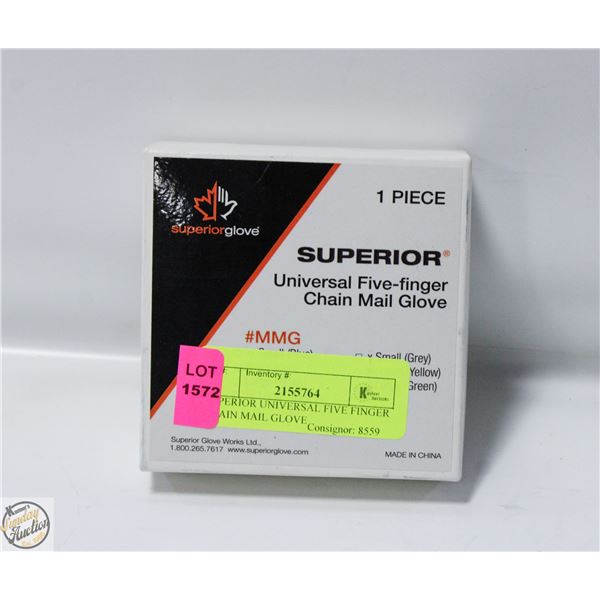 1 PIECE
superiorglove
SUPERIOR®
Universal Five-finger
Chain Mail Glove
#MMG
x Small (Grey)
Yellow)
Green)
LOT
1572
Inventory #:
2155764
PERIOR UNIVERSAL FIVE FINGER
AIN MAIL GLOVE
Consignor: 8559
Superior Glove Works Ltd.,
1.800.265.7617 www.superiorglove.com
MADE IN CHINA
Sunday
Auction